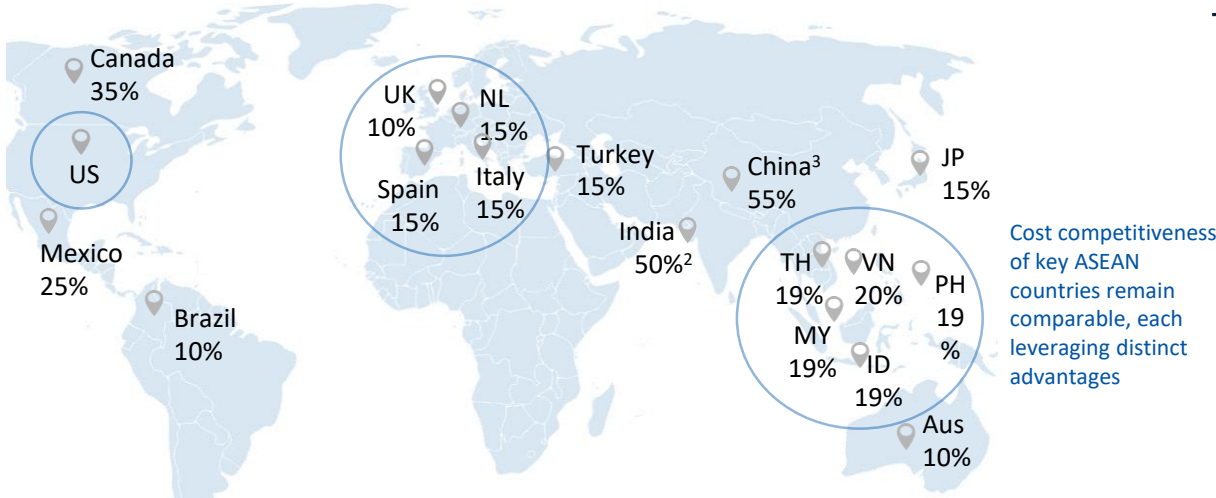 Canada
35%
US
Mexico
25%
Brazil
10%
UK
10%
NL
15%
Spain
15%
Italy
15%
Turkey
15%
India
50%²
China³
55%
JP
15%
TH
19%
VN
20%
PH
19
%
MY
19%
ID
19%
Aus
10%
Cost competitiveness
of key ASEAN
countries remain
comparable, each
leveraging distinct
advantages